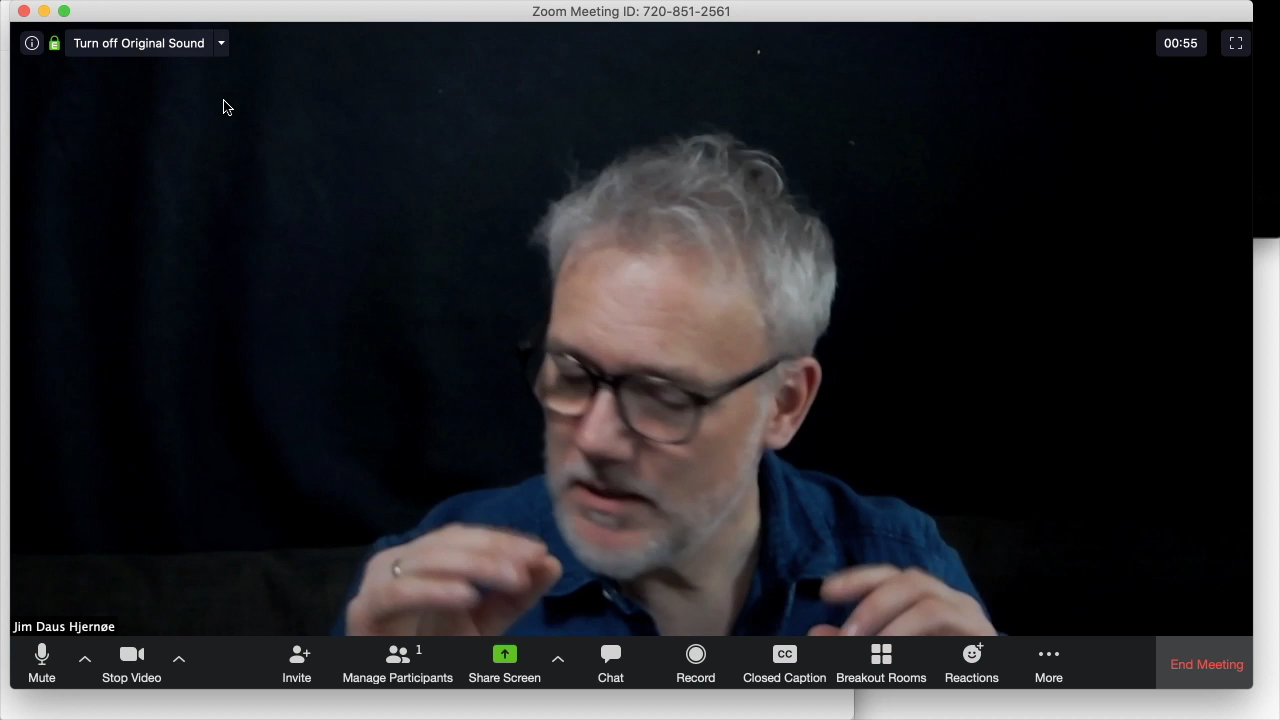 Zoom Meeting ID: 720-851-2561
Turn off Original Sound
00:55
Jim Daus Hjernøe
Mute
Stop Video
Invite
1
Manage Participants
Share Screen
Chat
Record
CC
Closed Caption
Breakout Rooms
Reactions
More
End Meeting